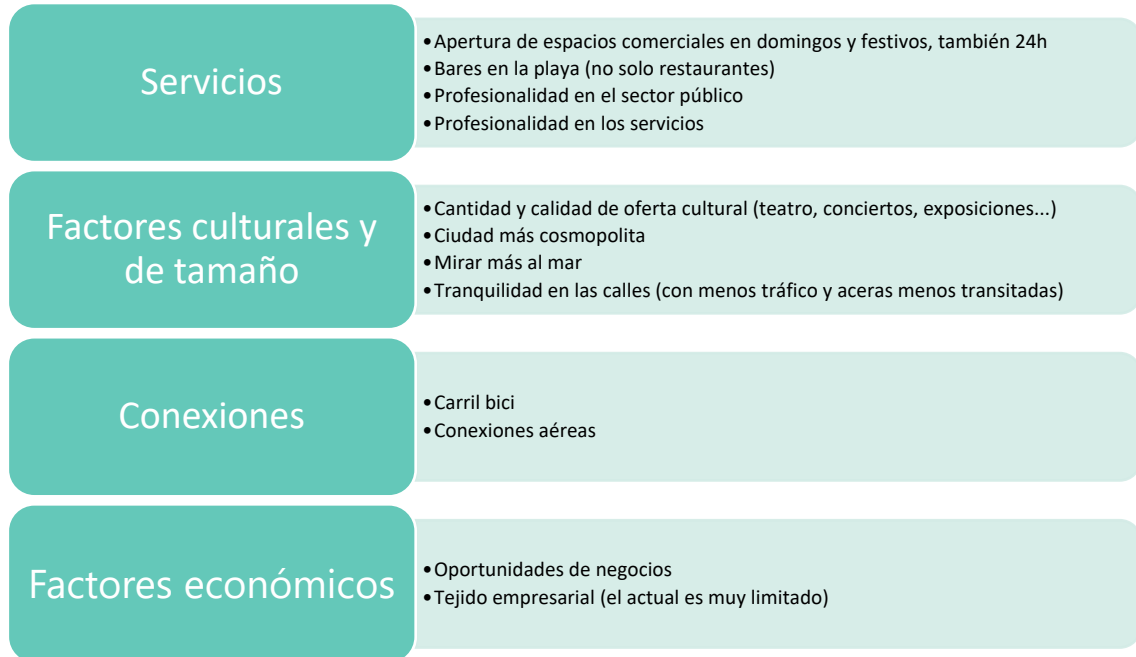 Servicios
•Apertura de espacios comerciales en domingos y festivos, también 24h
•Bares en la playa (no solo restaurantes)
•Profesionalidad en el sector público
•Profesionalidad en los servicios
Factores culturales y
de tamaño
•Cantidad y calidad de oferta cultural (teatro, conciertos, exposiciones...)
•Ciudad más cosmopolita
•Mirar más al mar
•Tranquilidad en las calles (con menos tráfico y aceras menos transitadas)
Conexiones
•Carril bici
•Conexiones aéreas
Factores económicos
•Oportunidades de negocios
•Tejido empresarial (el actual es muy limitado)